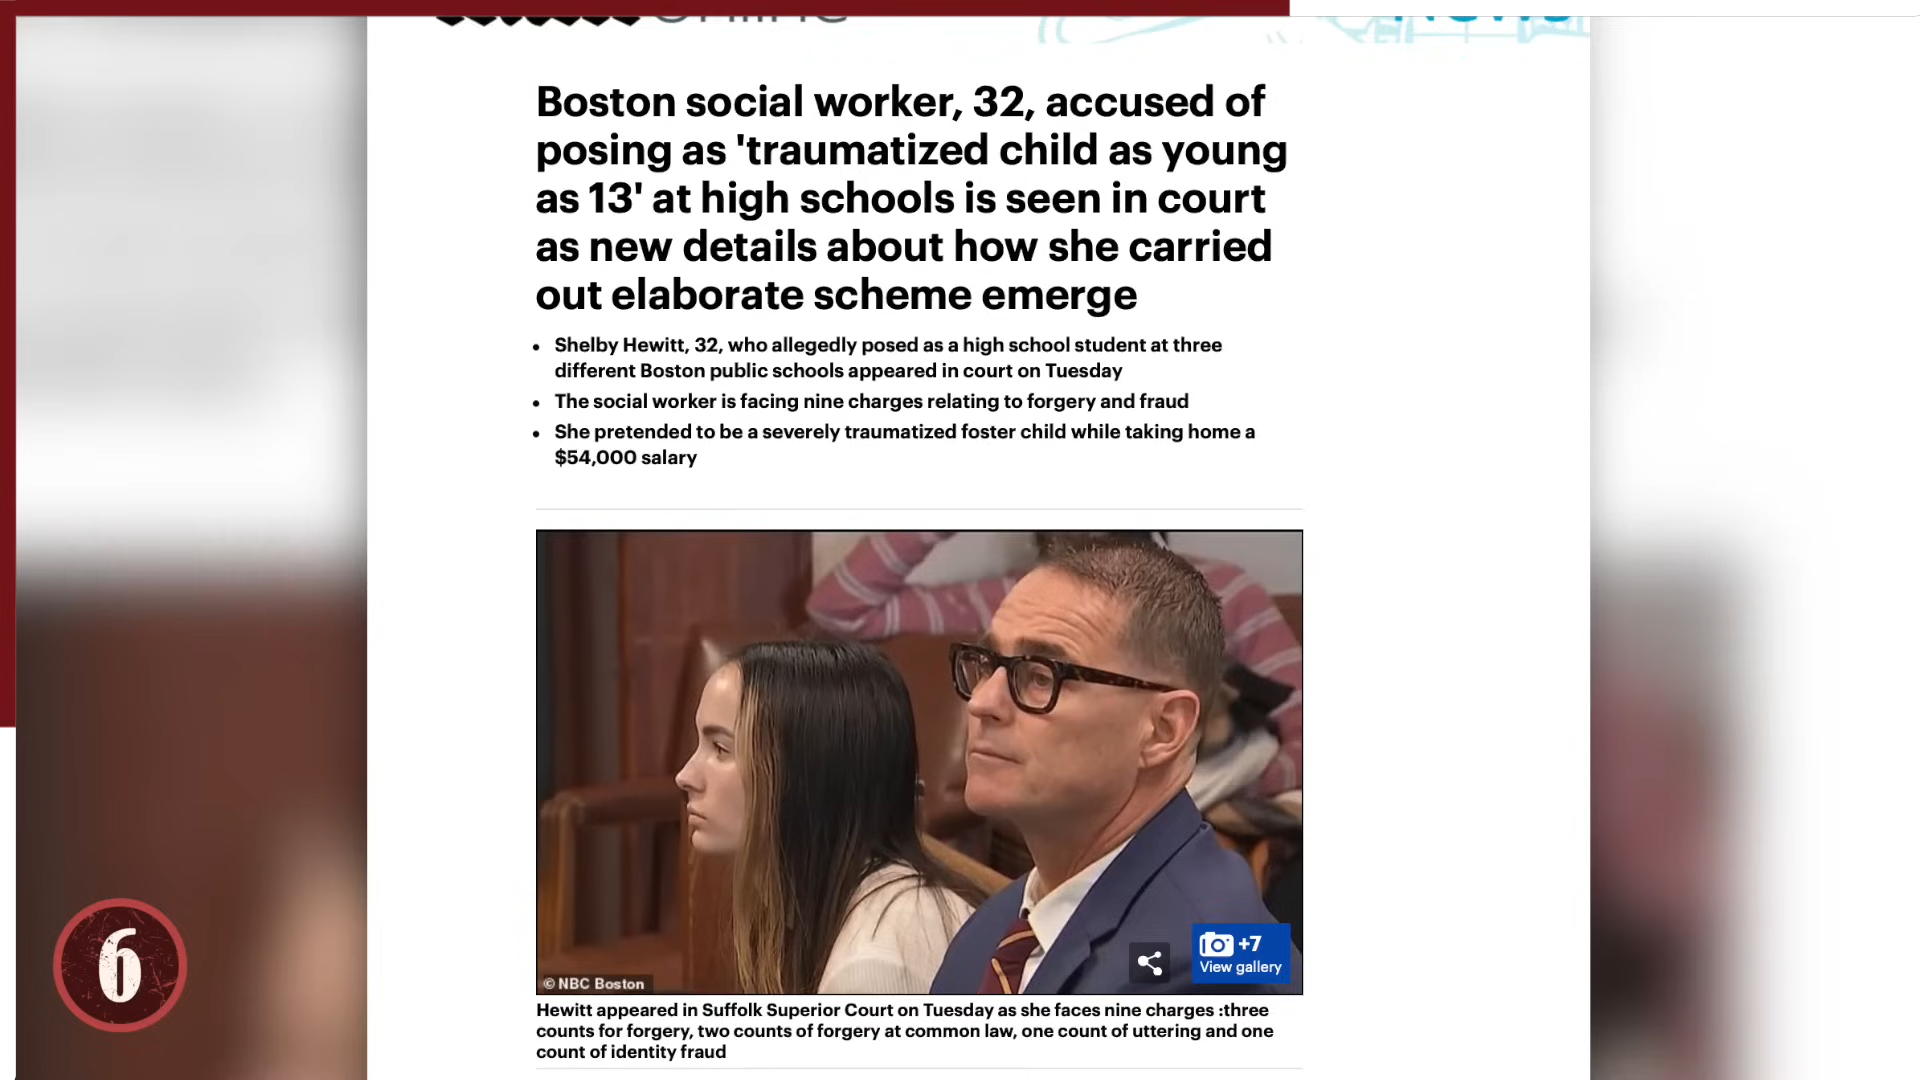 Online
News
Boston social worker, 32, accused of
posing as 'traumatized child as young
as 13' at high schools is seen in court
as new details about how she carried
out elaborate scheme emerge
• Shelby Hewitt, 32, who allegedly posed as a high school student at three
different Boston public schools appeared in court on Tuesday
• The social worker is facing nine charges relating to forgery and fraud
• She pretended to be a severely traumatized foster child while taking home a
$54,000 salary
+7
View gallery
© NBC Boston
Hewitt appeared in Suffolk Superior Court on Tuesday as she faces nine charges :three
counts for forgery, two counts of forgery at common law, one count of uttering and one
count of identity fraud
6